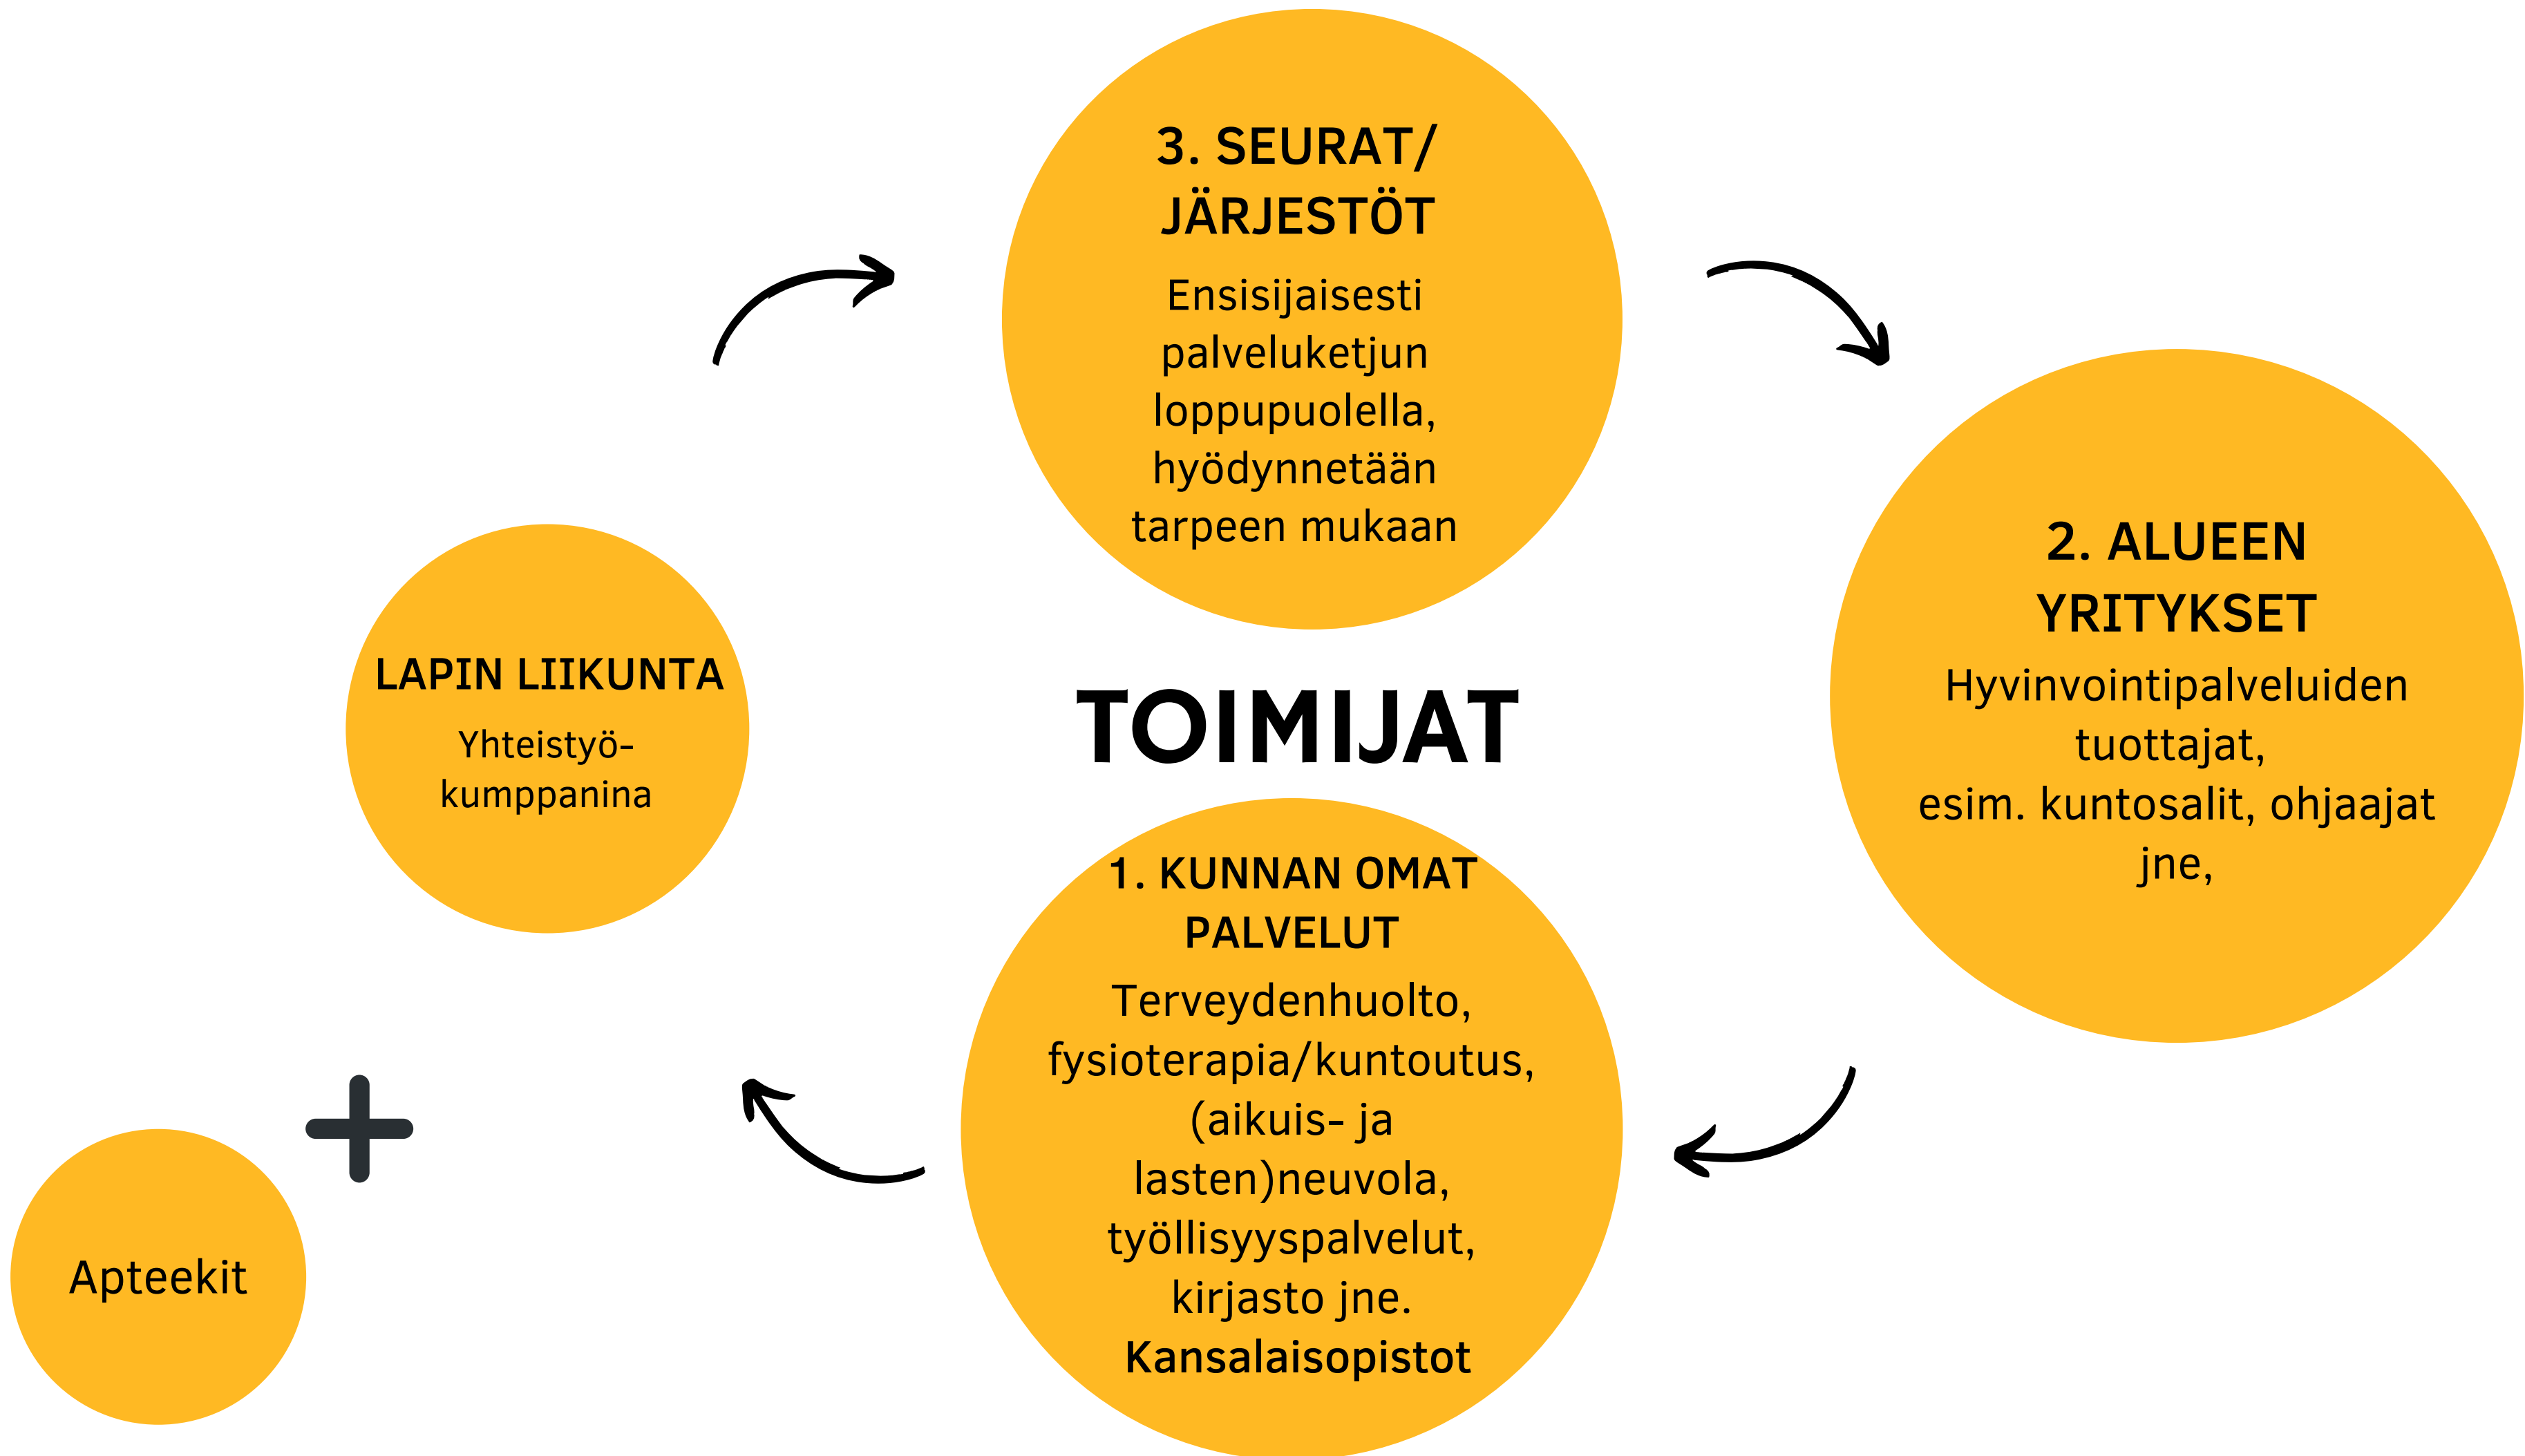 3. SEURAT/
JÄRJESTÖT
Ensisijaisesti
palveluketjun
loppupuolella,
hyödynnetään
tarpeen mukaan
2. ALUEEN
YRITYKSET
Hyvinvointipalveluiden
tuottajat,
esim. kuntosalit, ohjaajat
jne,
LAPIN LIIKUNTA
Yhteistyö-
kumppanina
TOIMIJAT
1. KUNNAN OMAT
PALVELUT
Terveydenhuolto,
fysioterapia/kuntoutus,
(aikuis- ja
lasten)neuvola,
työllisyyspalvelut,
kirjasto jne.
Kansalaisopistot
Apteekit